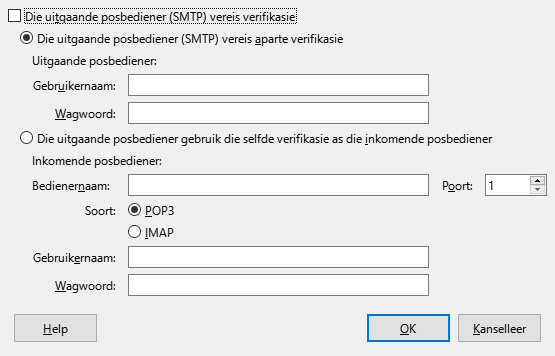 Die uitgaande posbediener (SMTP) vereis verifikasie
Die uitgaande posbediener (SMTP) vereis aparte verifikasie
Uitgaande posbediener:
Gebruikernaam:
Wagwoord:
Die uitgaande posbediener gebruik die selfde verifikasie as die inkomende posbediener
Inkomende posbediener:
Bedienernaam:
Poort: 1
Soort: POP3
IMAP
Gebruikernaam:
Wagwoord:
Help OK Kanselleer